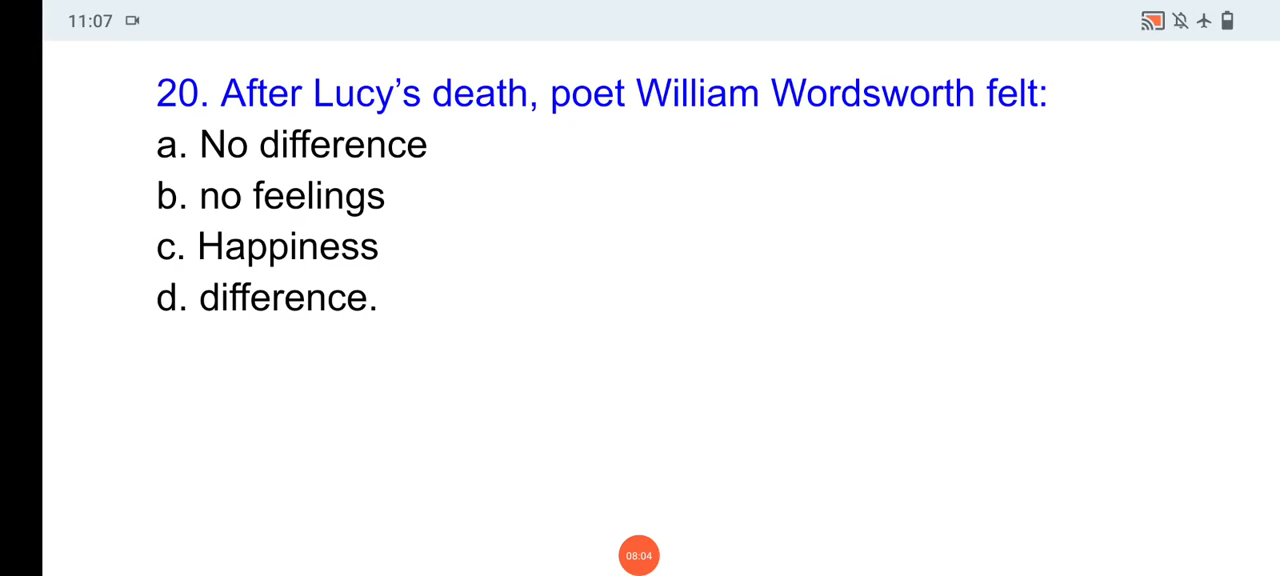 11:07
20. After Lucy's death, poet William Wordsworth felt:
a. No difference
b. no feelings
c. Happiness
d. difference.
08:04